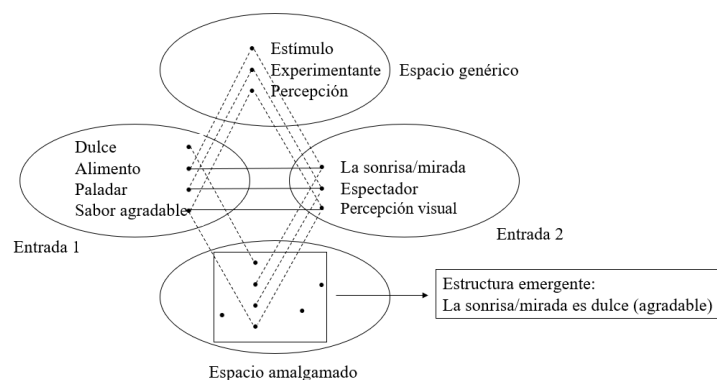 Estímulo
Experimentante
Percepción
Espacio genérico
Dulce
Alimento
Paladar
Sabor agradable
Entrada 1
La sonrisa/mirada
Espectador
Percepción visual
Entrada 2
Estructura emergente:
La sonrisa/mirada es dulce (agradable)
Espacio amalgamado